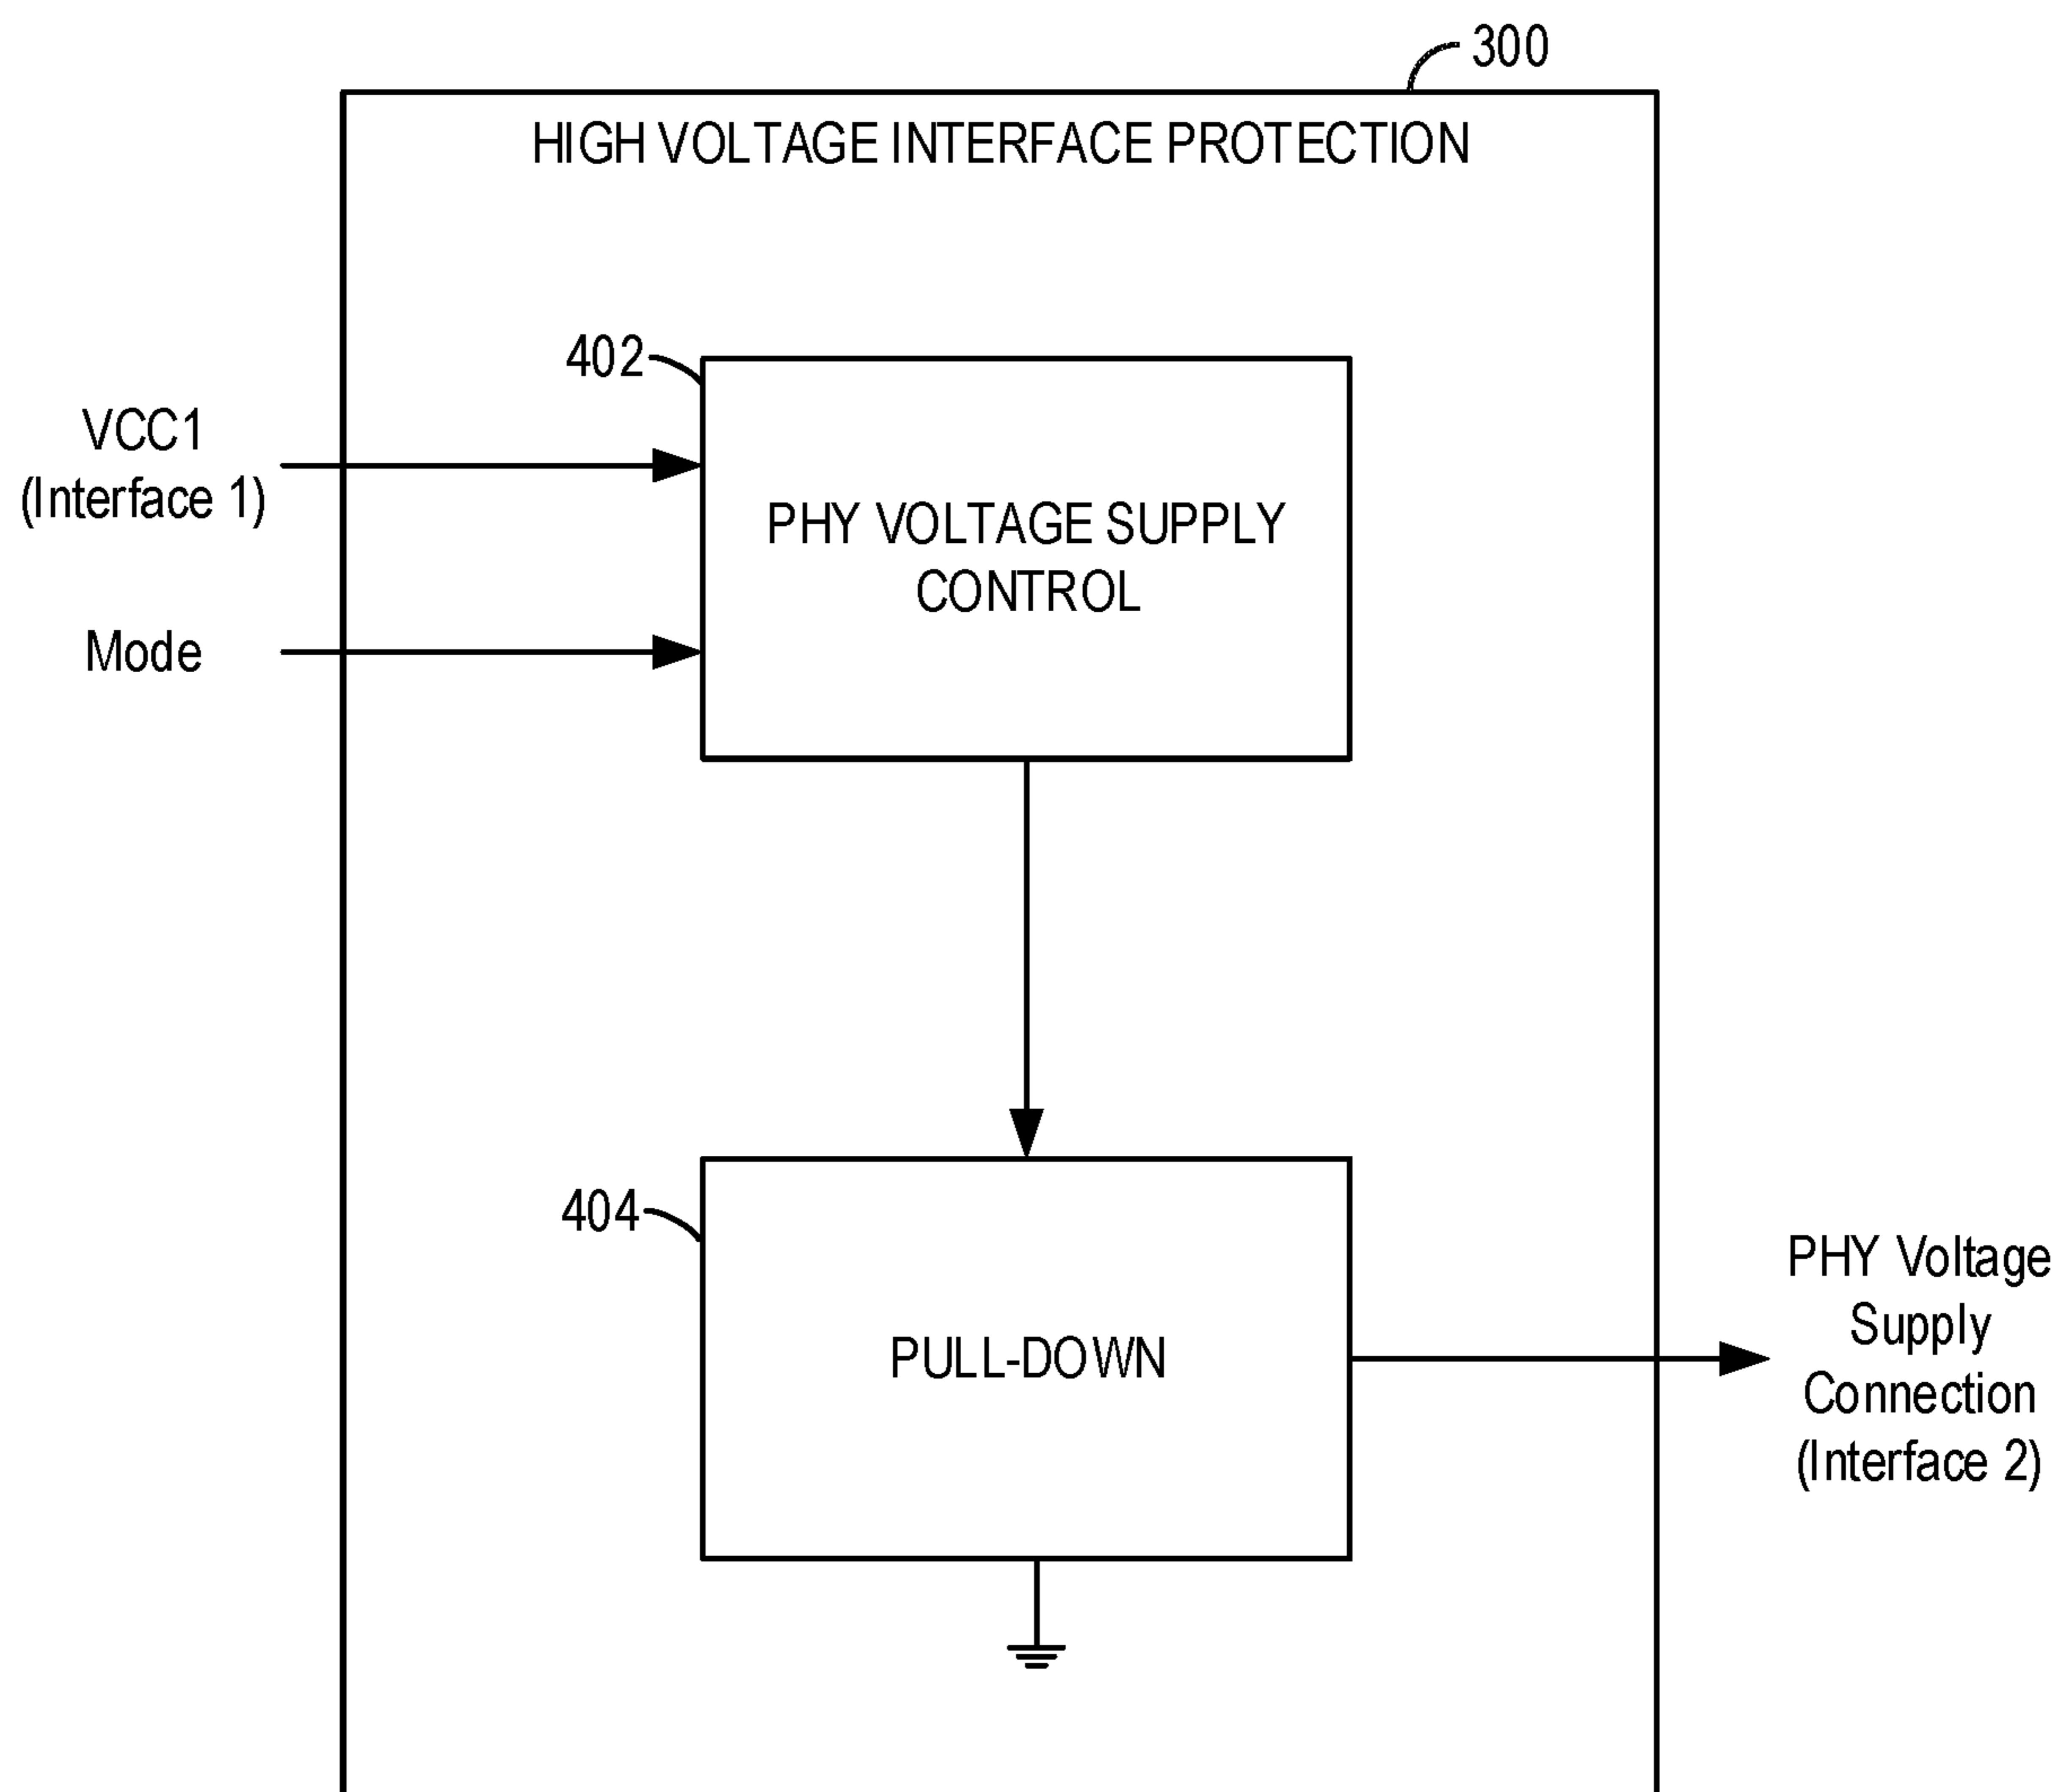 300
HIGH VOLTAGE INTERFACE PROTECTION
402
VCC1
(Interface 1)
PHY VOLTAGE SUPPLY
CONTROL
Mode
404
PULL-DOWN
PHY Voltage
Supply
Connection
(Interface 2)